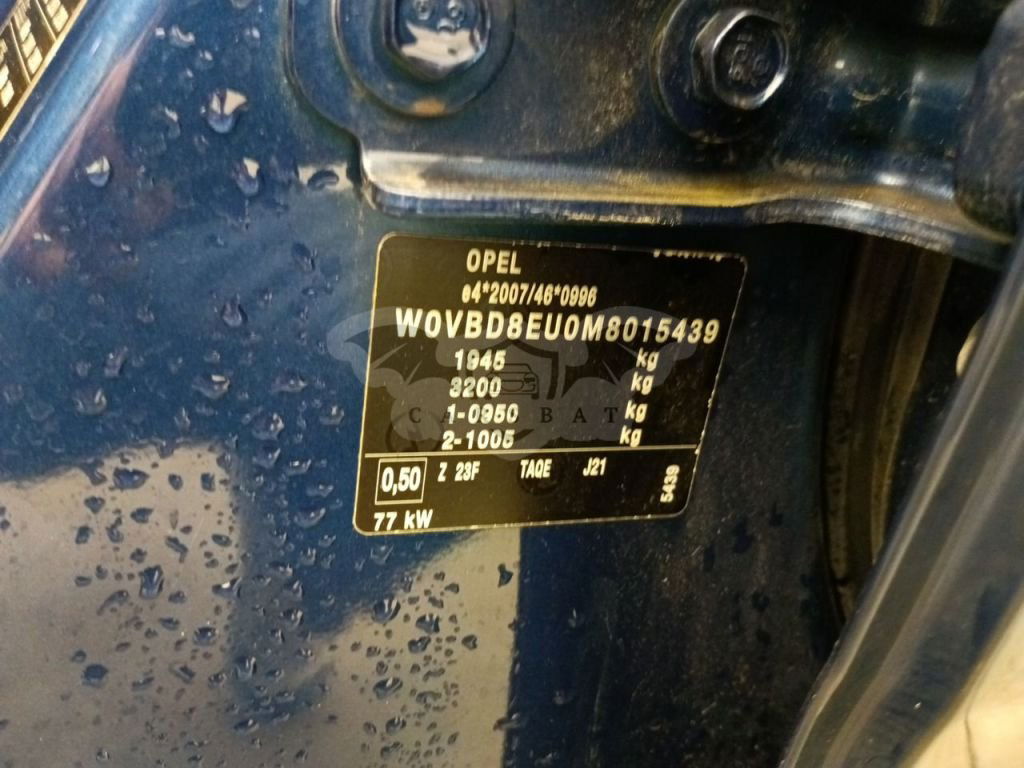 OPEL
e4*2007/46*0996
W0VBD8EU0M8015439
1945 kg
3200 kg
1-0950 kg
2-1005 kg
0,50 Z 23F TAQE J21
5439
77 kW